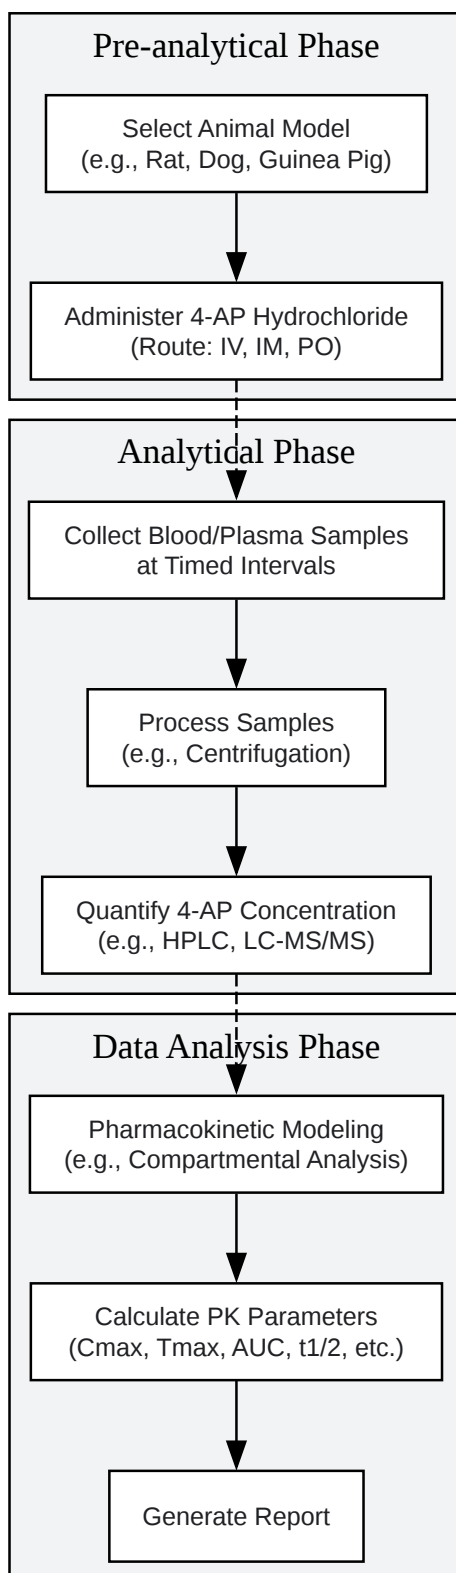 Pre-analytical Phase
Select Animal Model
(e.g., Rat, Dog, Guinea Pig)
Administer 4-AP Hydrochloride
(Route: IV, IM, PO)
Analytical Phase
Collect Blood/Plasma Samples
at Timed Intervals
Process Samples
(e.g., Centrifugation)
Quantify 4-AP Concentration
(e.g., HPLC, LC-MS/MS)
Data Analysis Phase
Pharmacokinetic Modeling
(e.g., Compartmental Analysis)
Calculate PK Parameters
(Cmax, Tmax, AUC, t1/2, etc.)
Generate Report